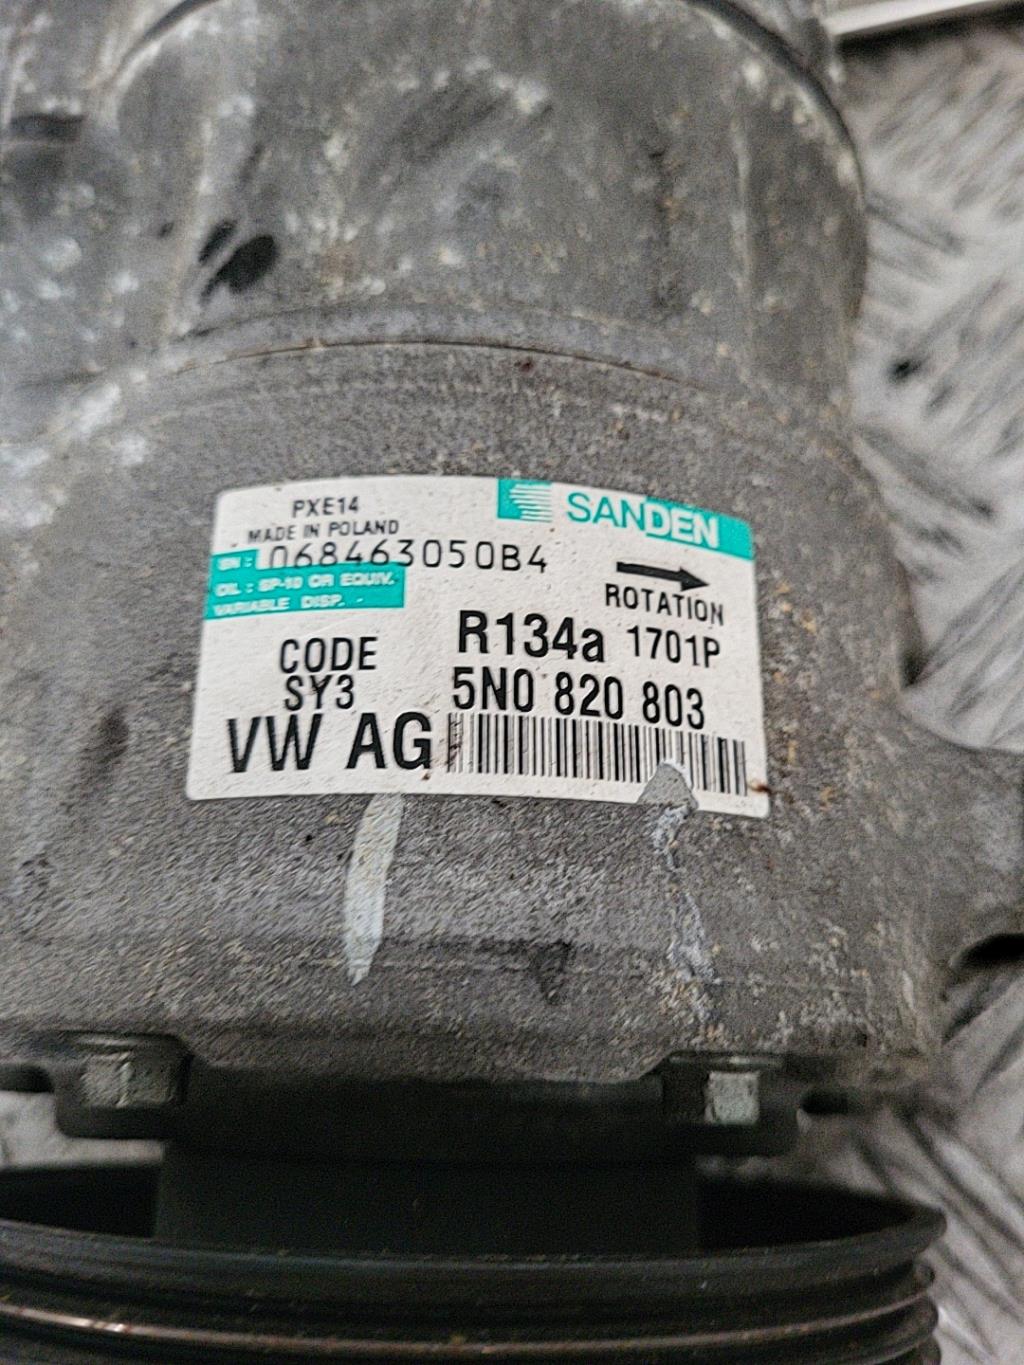 PXE14
SANDEN
MADE IN POLAND
SN: 068463050B4
OIL : SP-10 OR EQUIV.
VARIABLE DISP.
ROTATION
R134a 1701P
CODE
SY3
5N0 820 803
VW AG